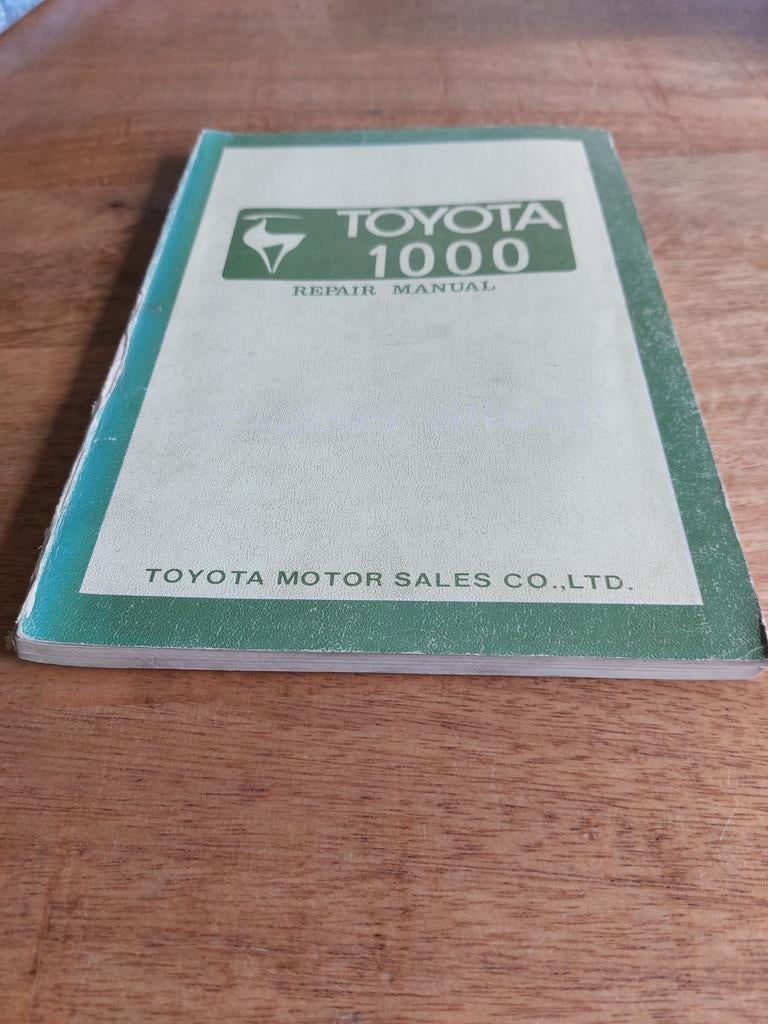 TOYOTA
1000
REPAIR MANUAL
TOYOTA MOTOR SALES CO.,LTD.